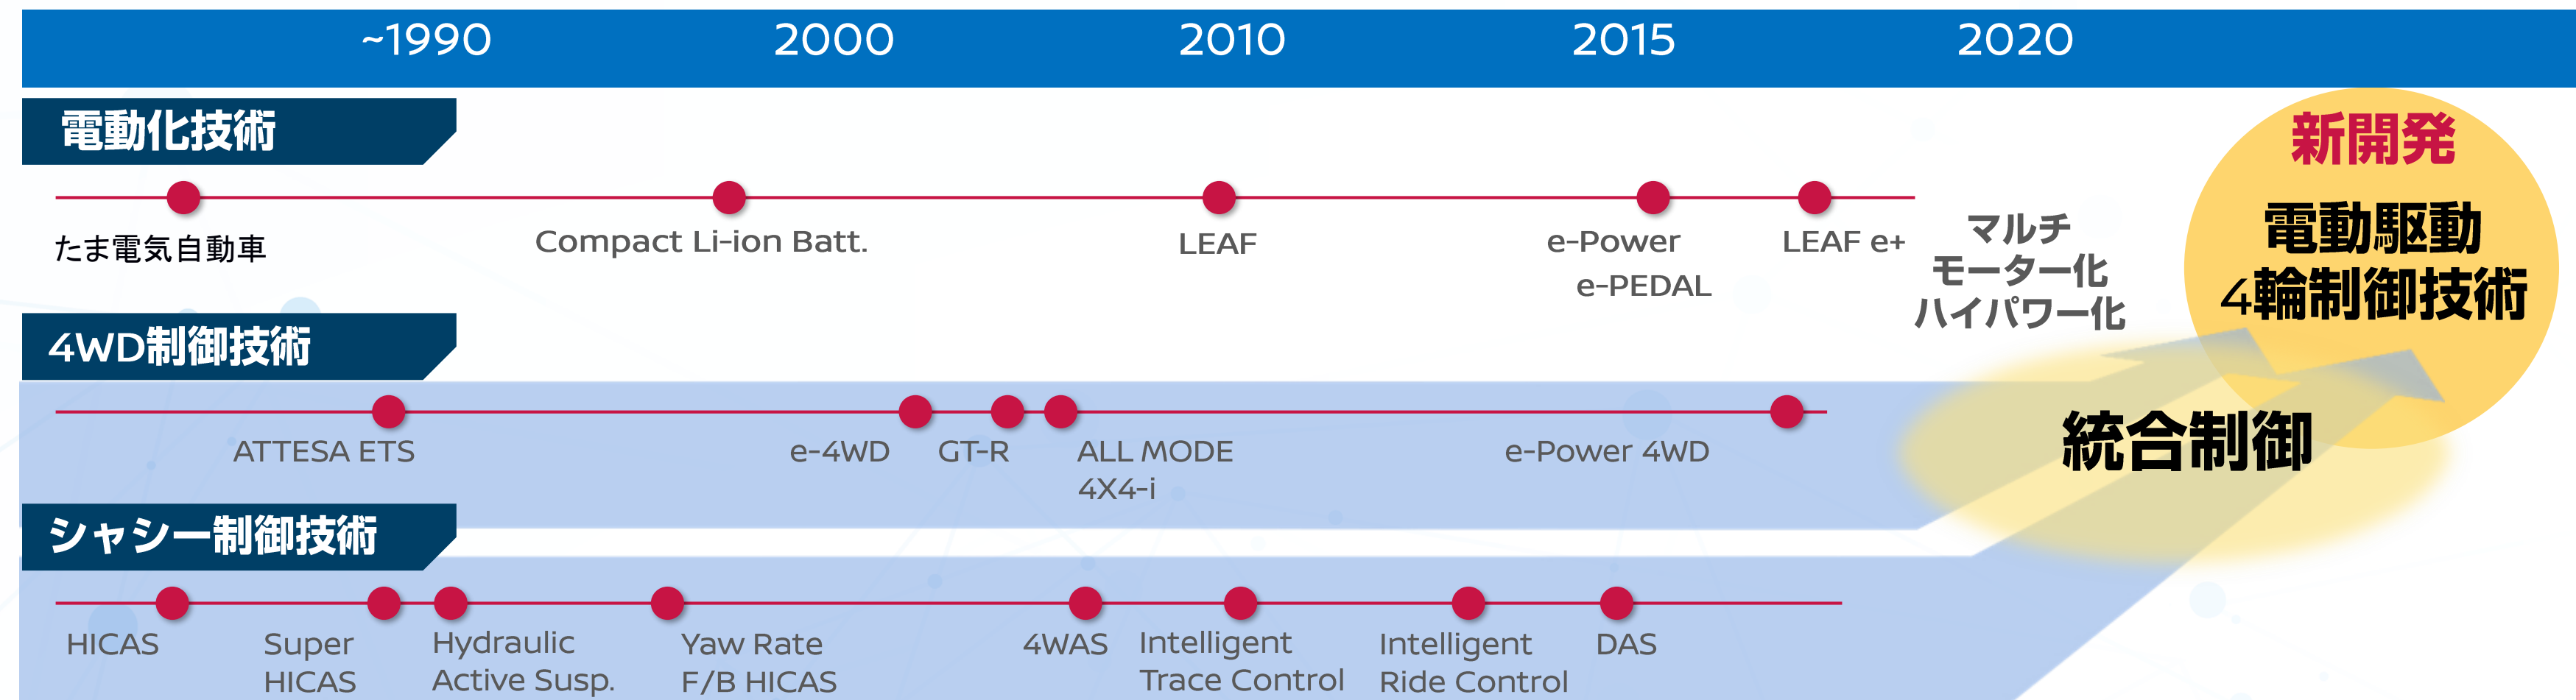 ~1990 2000 2010 2015 2020
電動化技術
たま電気自動車
Compact Li-ion Batt.
LEAF
e-Power
e-PEDAL
LEAF e+
マルチ
モーター化
ハイパワー化
新開発
電動駆動
4輪制御技術
4WD制御技術
ATTESA ETS
e-4WD
GT-R
ALL MODE
4X4-i
e-Power 4WD
統合制御
シャシー制御技術
HICAS
Super
HICAS
Hydraulic
Active Susp.
Yaw Rate
F/B HICAS
4WAS
Intelligent
Trace Control
Intelligent
Ride Control
DAS